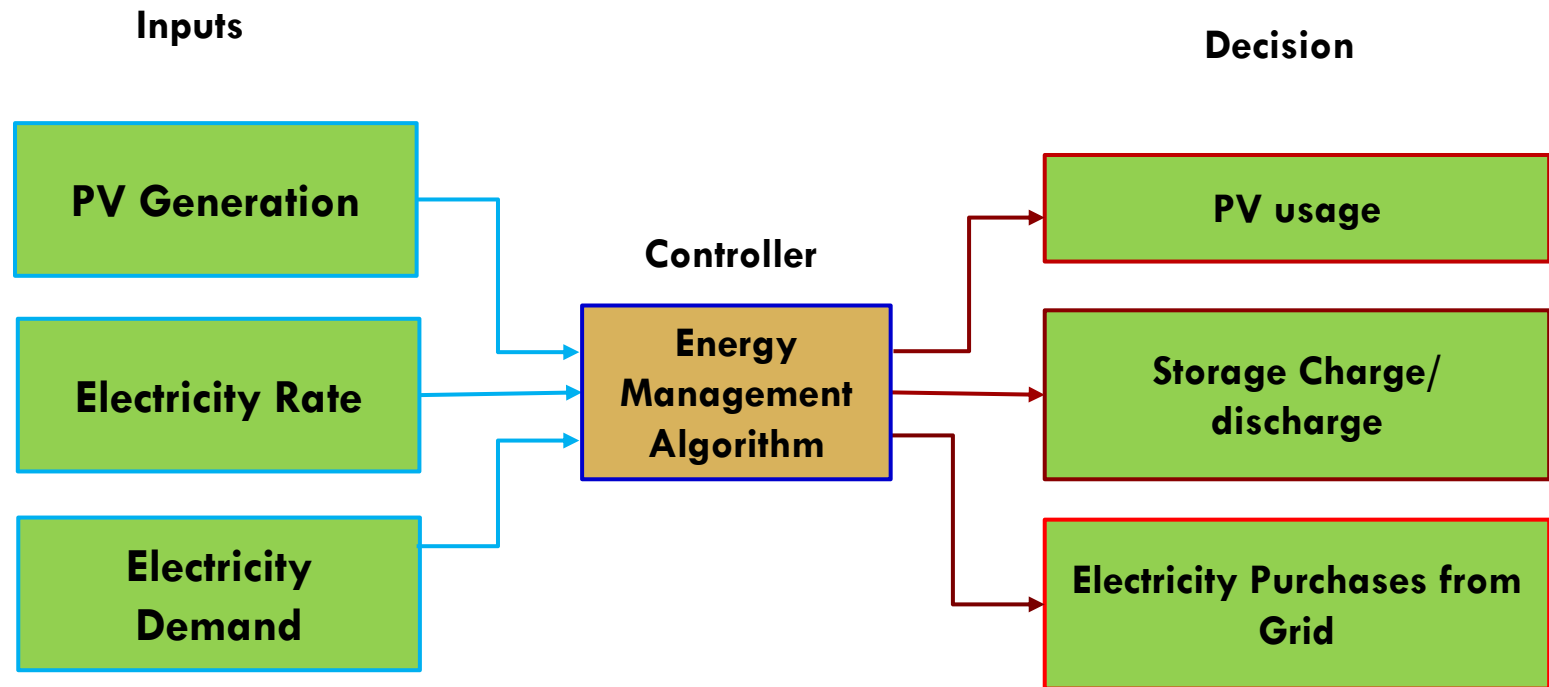 Inputs
Decision
PV Generation
Electricity Rate
Electricity
Demand
Controller
Energy
Management
Algorithm
PV usage
Storage Charge/
discharge
Electricity Purchases from
Grid